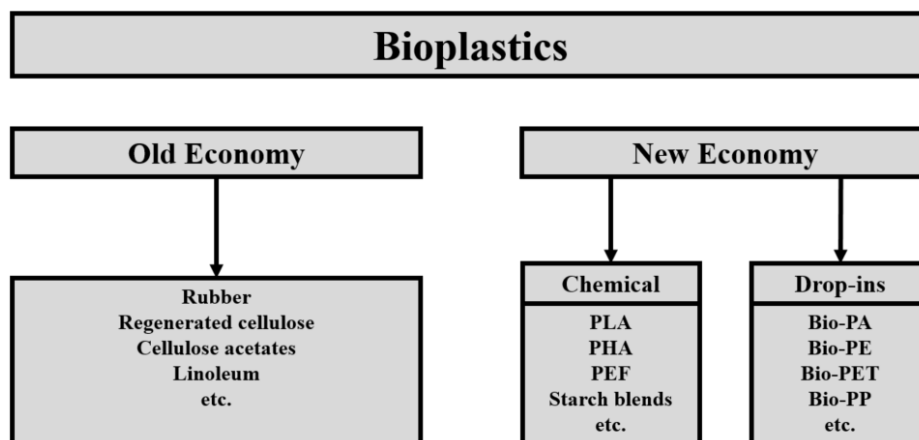 Bioplastics
Old Economy
New Economy
Rubber
Regenerated cellulose
Cellulose acetates
Linoleum
etc.
Chemical
PLA
PHA
PEF
Starch blends
etc.
Drop-ins
Bio-PA
Bio-PE
Bio-PET
Bio-PP
etc.